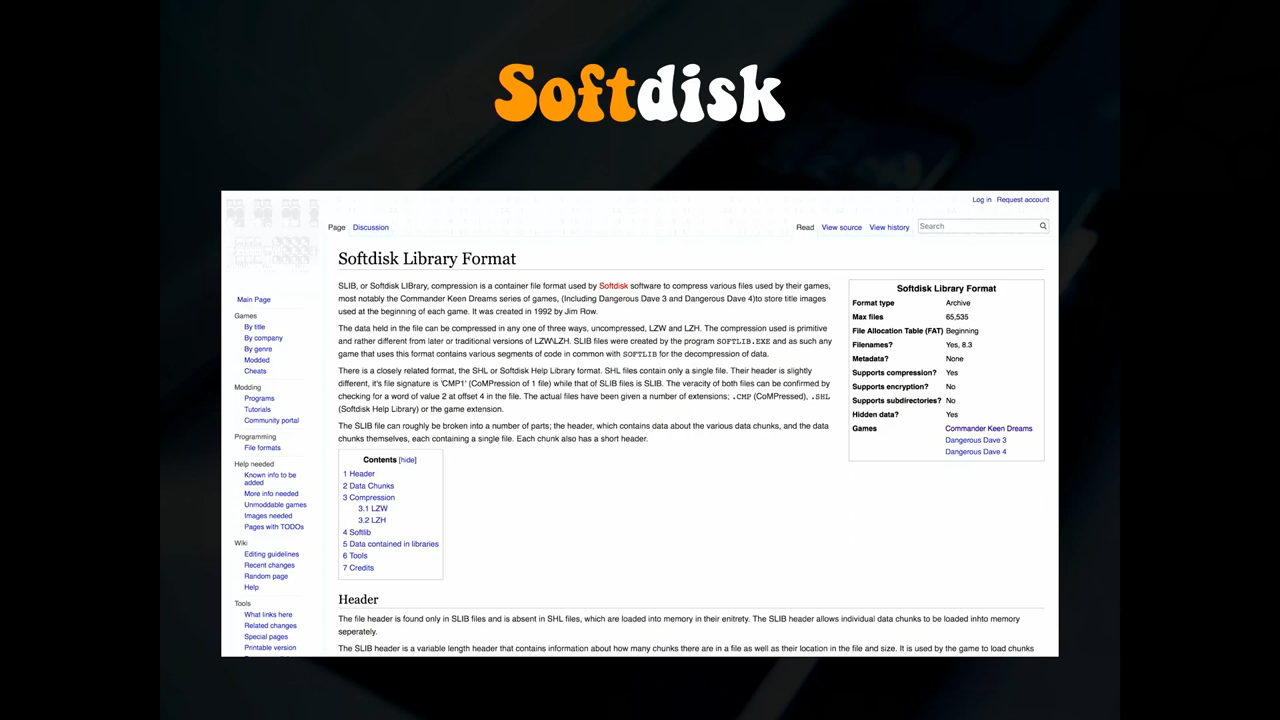 Softdisk
Log in Request account
Page Discussion
Read View source View history Search
Main Page
Games
By title
By company
By genre
Modded
Cheats
Modding
Programs
Tutorials
Community portal
Programming
File formats
Help needed
Known info to be
added
More info needed
Unmoddable games
Images needed
Pages with TODOs
Wiki
Editing guidelines
Recent changes
Random page
Help
Tools
What links here
Related changes
Special pages
Printable version
Softdisk Library Format
SLIB, or Softdisk LIBrary, compression is a container file format used by Softdisk software to compress various files used by their games,
most notably the Commander Keen Dreams series of games, (Including Dangerous Dave 3 and Dangerous Dave 4)to store title images
used at the beginning of each game. It was created in 1992 by Jim Row.
The data held in the file can be compressed in any one of three ways, uncompressed, LZW and LZH. The compression used is primitive
and rather different from later or traditional versions of LZW\LZH. SLIB files were created by the program SOFTLIB.EXE and as such any
game that uses this format contains various segments of code in common with SOFTLIB for the decompression of data.
There is a closely related format, the SHL or Softdisk Help Library format. SHL files contain only a single file. Their header is slightly
different, it's file signature is 'CMP1' (CoMPression of 1 file) while that of SLIB files is SLIB. The veracity of both files can be confirmed by
checking for a word of value 2 at offset 4 in the file. The actual files have been given a number of extensions; .CMP (CoMPressed), .SHL
(Softdisk Help Library) or the game extension.
The SLIB file can roughly be broken into a number of parts; the header, which contains data about the various data chunks, and the data
chunks themselves, each containing a single file. Each chunk also has a short header.
Softdisk Library Format
Format type Archive
Max files 65,535
File Allocation Table (FAT) Beginning
Filenames? Yes, 8.3
Metadata? None
Supports compression? Yes
Supports encryption? No
Supports subdirectories? No
Hidden data? Yes
Games Commander Keen Dreams
Dangerous Dave 3
Dangerous Dave 4
Contents [hide]
1 Header
2 Data Chunks
3 Compression
3.1 LZW
3.2 LZH
4 Softlib
5 Data contained in libraries
6 Tools
7 Credits
Header
The file header is found only in SLIB files and is absent in SHL files, which are loaded into memory in their enitrety. The SLIB header allows individual data chunks to be loaded inhto memory
seperately.
The SLIB header is a variable length header that contains information about how many chunks there are in a file as well as their location in the file and size. It is used by the game to load chunks